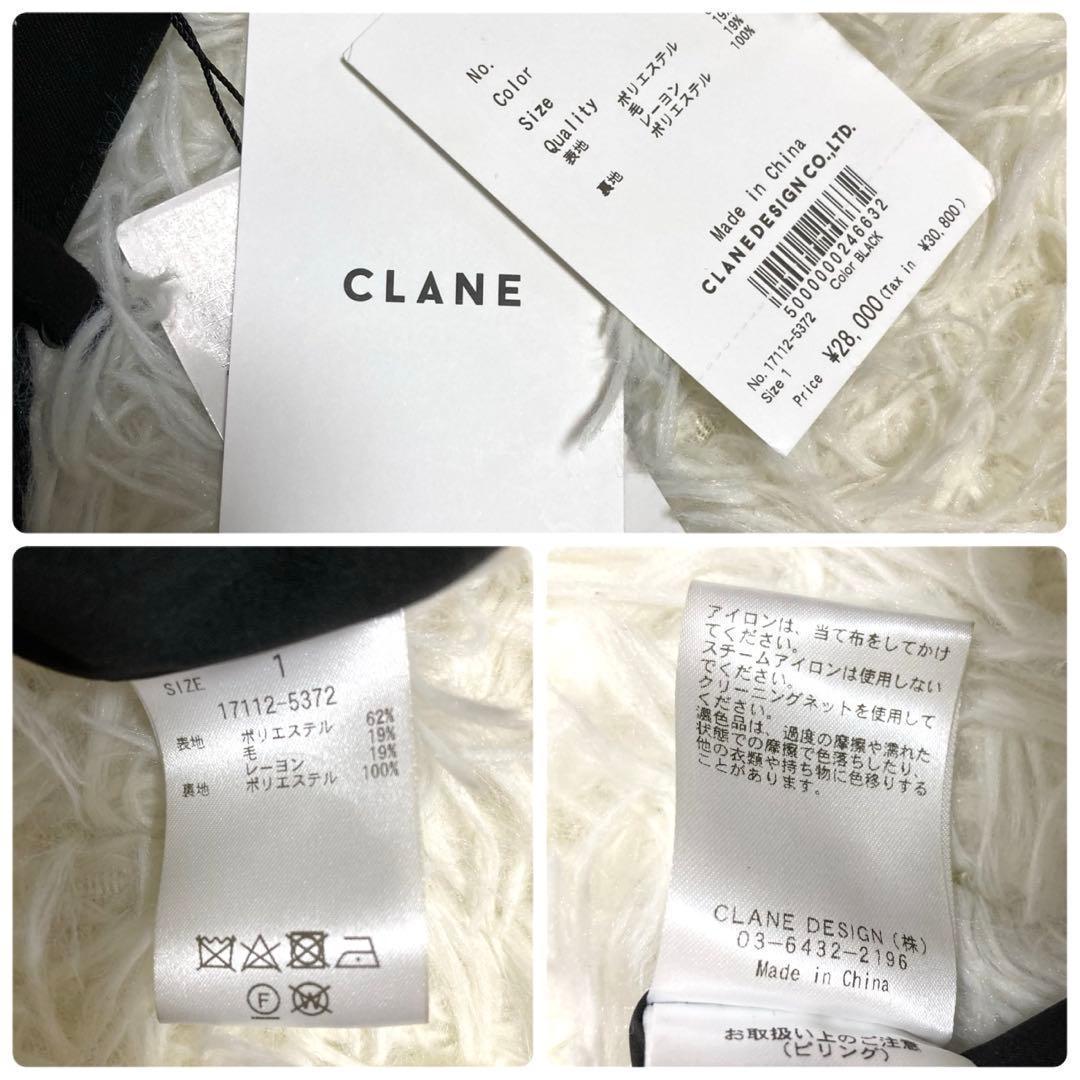 CLANE
No.
Color
Size
Quality
表地
裏地
ポリエステル
毛
レーヨン
ポリエステル
19%
19%
100%
Made in China
CLANE DESIGN CO.,LTD.
5000000246632
Color BLACK
No. 17112-5372
Size 1
Price ¥28,000 (Tax in ¥30,800)
SIZE 1
17112-5372
表地 ポリエステル 62%
毛 19%
レーヨン 19%
裏地 ポリエステル 100%
F
W
アイロンは、当て布をしてかけ
てください。
スチームアイロンは使用しない
でください。
クリーニングネットを使用して
ください。
濃色品は、過度の摩擦や濡れた
状態での摩擦で色落ちしたり、
他の衣類や持ち物に色移りする
ことがあります。
CLANE DESIGN (株)
03-6432-2196
Made in China
お取扱い上のご注意
(ピリング)